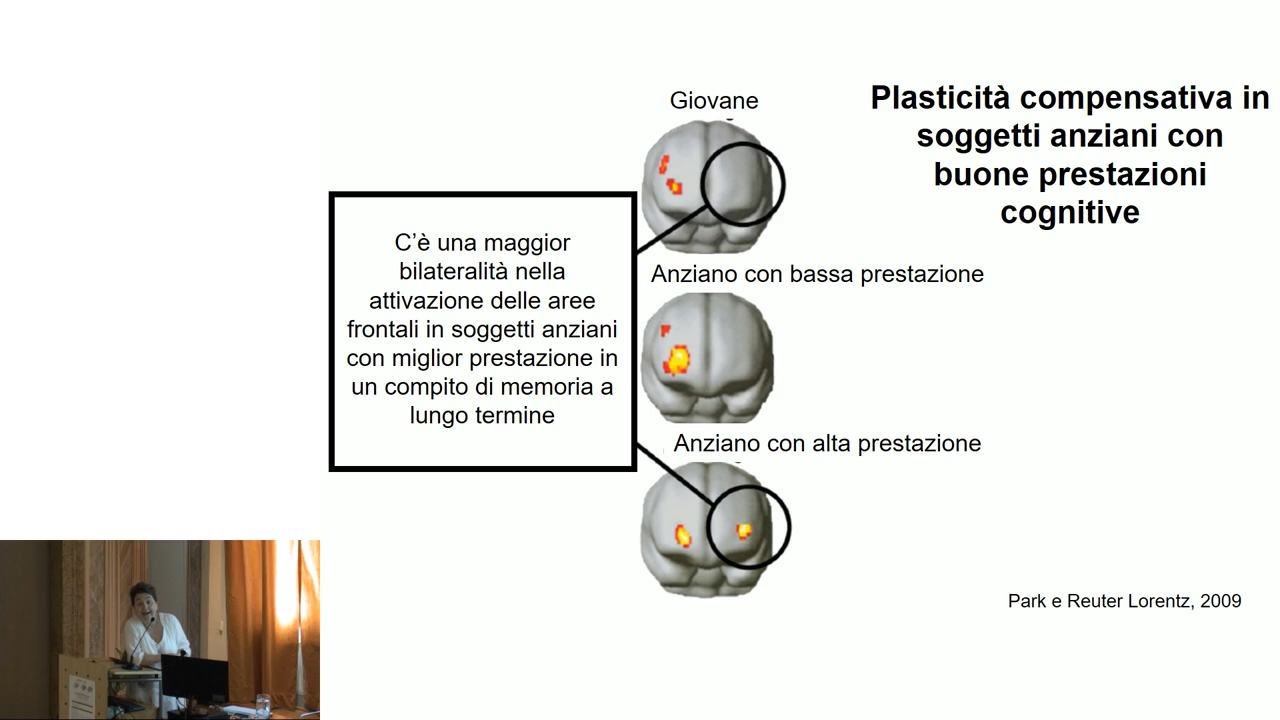 Giovane
Plasticità compensativa in
soggetti anziani con
buone prestazioni
cognitive
C’è una maggior
bilateralità nella
attivazione delle aree
frontali in soggetti anziani
con miglior prestazione in
un compito di memoria a
lungo termine
Anziano con bassa prestazione
Anziano con alta prestazione
Park e Reuter Lorentz, 2009